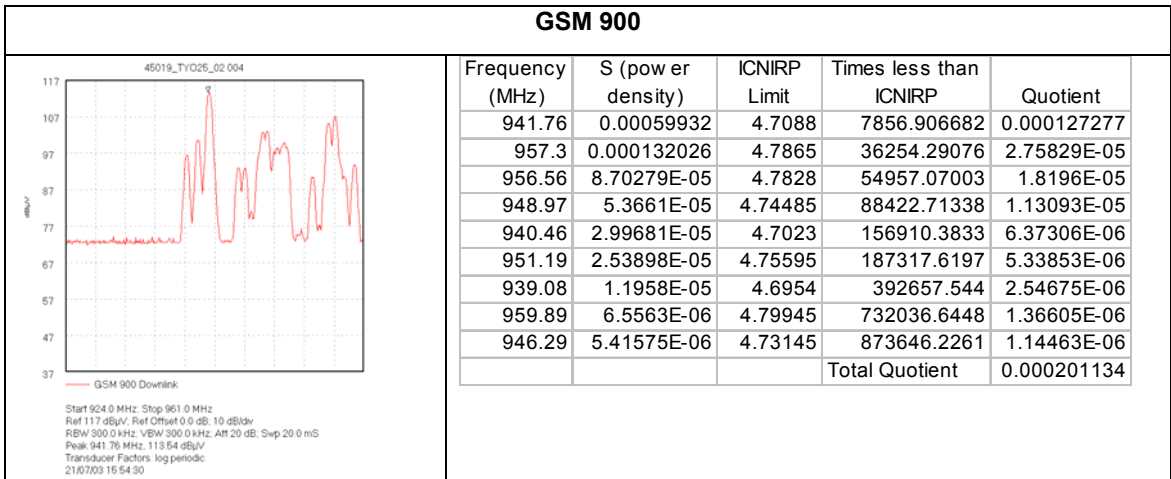 GSM 900
45019_TYO25_02 004
117
107
97
87
77
67
57
47
37
dBµV
GSM 900 Downlink
Start 924.0 MHz; Stop 961.0 MHz
Ref 117 dBµV; Ref Offset 0.0 dB; 10 dB/div
RBW 300.0 kHz; VBW 300.0 kHz; Att 20 dB; Swp 20.0 mS
Peak 941.76 MHz, 113.54 dBµV
Transducer Factors: log periodic
21/07/03 15:54:30
Frequency (MHz) S (pow er density) ICNIRP Limit Times less than ICNIRP Quotient
941.76 0.00059932 4.7088 7856.906682 0.000127277
957.3 0.000132026 4.7865 36254.29076 2.75829E-05
956.56 8.70279E-05 4.7828 54957.07003 1.8196E-05
948.97 5.3661E-05 4.74485 88422.71338 1.13093E-05
940.46 2.99681E-05 4.7023 156910.3833 6.37306E-06
951.19 2.53898E-05 4.75595 187317.6197 5.33853E-06
939.08 1.1958E-05 4.6954 392657.544 2.54675E-06
959.89 6.5563E-06 4.79945 732036.6448 1.36605E-06
946.29 5.41575E-06 4.73145 873646.2261 1.14463E-06
Total Quotient 0.000201134